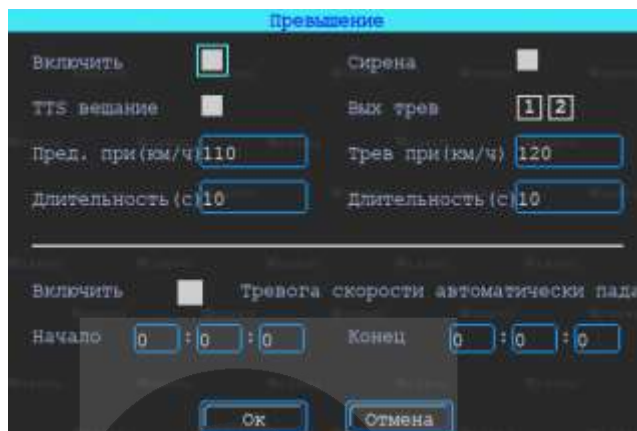 Превышение
Включить Сирена
TTS вещание Вых трев 1 2
Пред. при(км/ч) 110 Трев при(км/ч) 120
Длительность(с) 10 Длительность(с) 10
Включить Тревога скорости автоматически пада
Начало 0 : 0 : 0 Конец 0 : 0 : 0
Ок Отмена